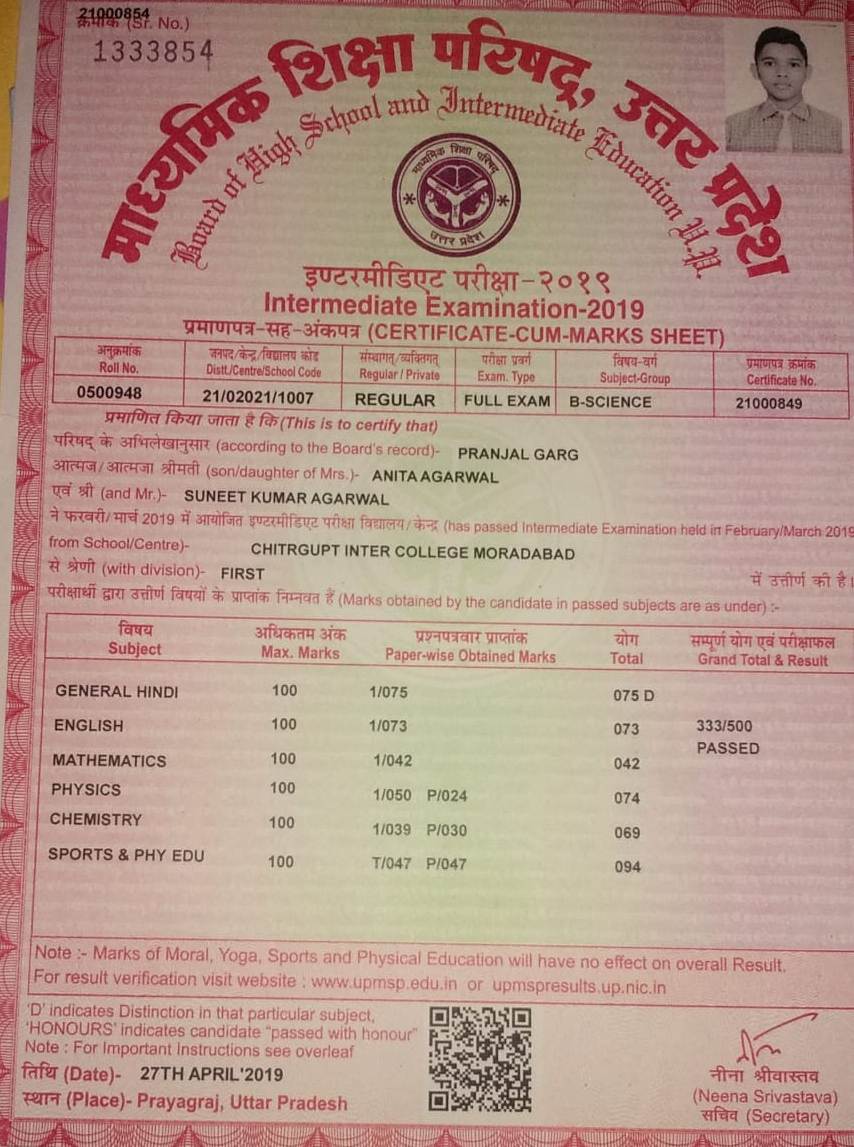 21000854
क्रमांक (Sr. No.)
1333854
माध्यमिक शिक्षा परिषद्, उत्तर प्रदेश
Board of High School and Intermediate Education U.P.
माध्यमिक शिक्षा परिषद्
उत्तर प्रदेश
इण्टरमीडिएट परीक्षा-२०१९
Intermediate Examination-2019
प्रमाणपत्र-सह-अंकपत्र (CERTIFICATE-CUM-MARKS SHEET)
अनुक्रमांक जनपद/केन्द्र/विद्यालय कोड संस्थागत/व्यक्तिगत परीक्षा प्रवर्ग विषय-वर्ग प्रमाणपत्र क्रमांक
Roll No. Distt./Centre/School Code Regular / Private Exam. Type Subject-Group Certificate No.
0500948 21/02021/1007 REGULAR FULL EXAM B-SCIENCE 21000849
प्रमाणित किया जाता है कि (This is to certify that)
परिषद् के अभिलेखानुसार (according to the Board's record)- PRANJAL GARG
आत्मज/आत्मजा श्रीमती (son/daughter of Mrs.)- ANITA AGARWAL
एवं श्री (and Mr.)- SUNEET KUMAR AGARWAL
ने फरवरी/मार्च 2019 में आयोजित इण्टरमीडिएट परीक्षा विद्यालय/केन्द्र (has passed Intermediate Examination held in February/March 2019
from School/Centre)- CHITRGUPT INTER COLLEGE MORADABAD
से श्रेणी (with division)- FIRST में उत्तीर्ण की है।
परीक्षार्थी द्वारा उत्तीर्ण विषयों के प्राप्तांक निम्नवत हैं (Marks obtained by the candidate in passed subjects are as under) :-
विषय अधिकतम अंक प्रश्नपत्रवार प्राप्तांक योग सम्पूर्ण योग एवं परीक्षाफल
Subject Max. Marks Paper-wise Obtained Marks Total Grand Total & Result
GENERAL HINDI 100 1/075 075 D
ENGLISH 100 1/073 073 333/500
PASSED
MATHEMATICS 100 1/042 042
PHYSICS 100 1/050 P/024 074
CHEMISTRY 100 1/039 P/030 069
SPORTS & PHY EDU 100 T/047 P/047 094
Note :- Marks of Moral, Yoga, Sports and Physical Education will have no effect on overall Result.
For result verification visit website : www.upmsp.edu.in or upmspresults.up.nic.in
'D' indicates Distinction in that particular subject,
'HONOURS' indicates candidate "passed with honour"
Note : For Important Instructions see overleaf
तिथि (Date)- 27TH APRIL'2019
स्थान (Place)- Prayagraj, Uttar Pradesh
नीना श्रीवास्तव
(Neena Srivastava)
सचिव (Secretary)